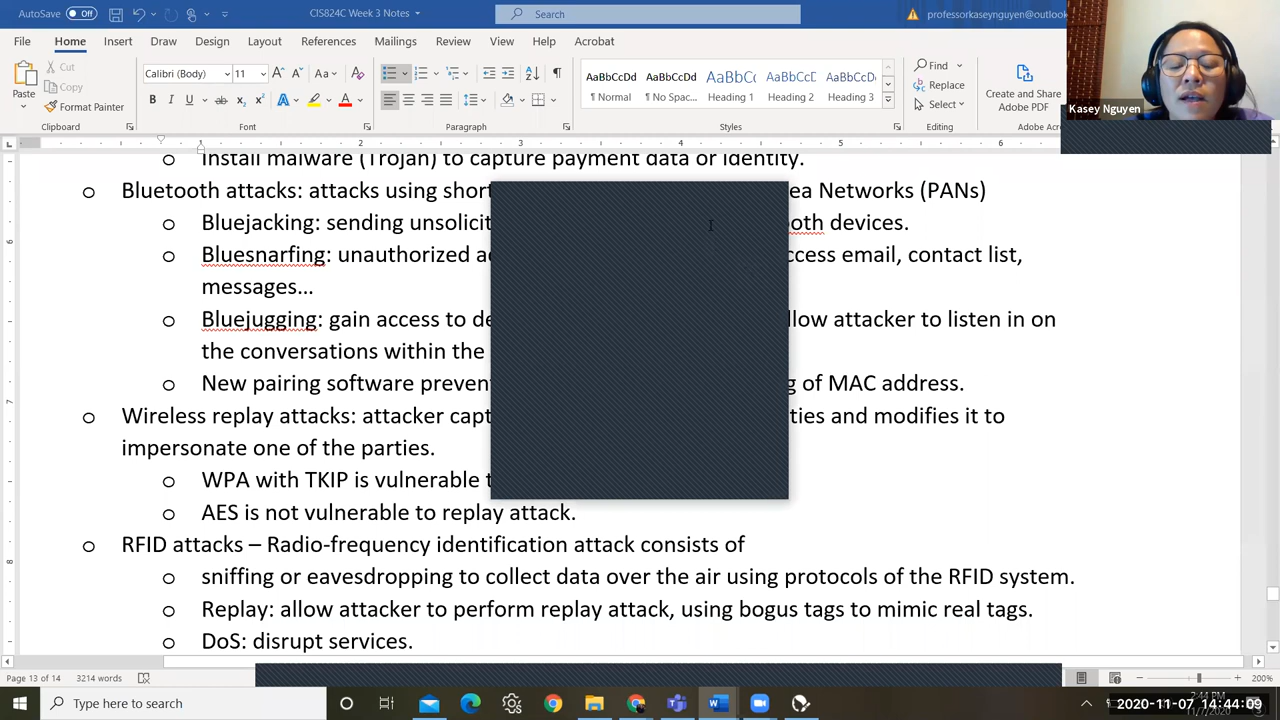 AutoSave Off CIS824C Week 3 Notes Search professorkaseynguyen@outlook
File Home Insert Draw Design Layout References Mailings Review View Help Acrobat
Paste Cut Copy Format Painter Clipboard
Calibri (Body) 11 Font
Paragraph
AaBbCcDd AaBbCcDd AaBbC AaBbCcD AaBbCcD
¶ Normal ¶ No Spac... Heading 1 Heading 2 Heading 3
Styles
Find Replace Select Editing
Create and Share Adobe PDF
Adobe Acro
Kasey Nguyen
o Install malware (Trojan) to capture payment data or identity.
o Bluetooth attacks: attacks using short ea Networks (PANs)
o Bluejacking: sending unsolicit ooth devices.
o Bluesnarfing: unauthorized a ccess email, contact list,
messages...
o Bluejugging: gain access to de llow attacker to listen in on
the conversations within the
o New pairing software preven g of MAC address.
o Wireless replay attacks: attacker capt ties and modifies it to
impersonate one of the parties.
o WPA with TKIP is vulnerable
o AES is not vulnerable to replay attack.
o RFID attacks – Radio-frequency identification attack consists of
o sniffing or eavesdropping to collect data over the air using protocols of the RFID system.
o Replay: allow attacker to perform replay attack, using bogus tags to mimic real tags.
o DoS: disrupt services.
Page 13 of 14 3214 words 200%
Type here to search
2:44 PM
11/7/2020
2020-11-07 14:44:09